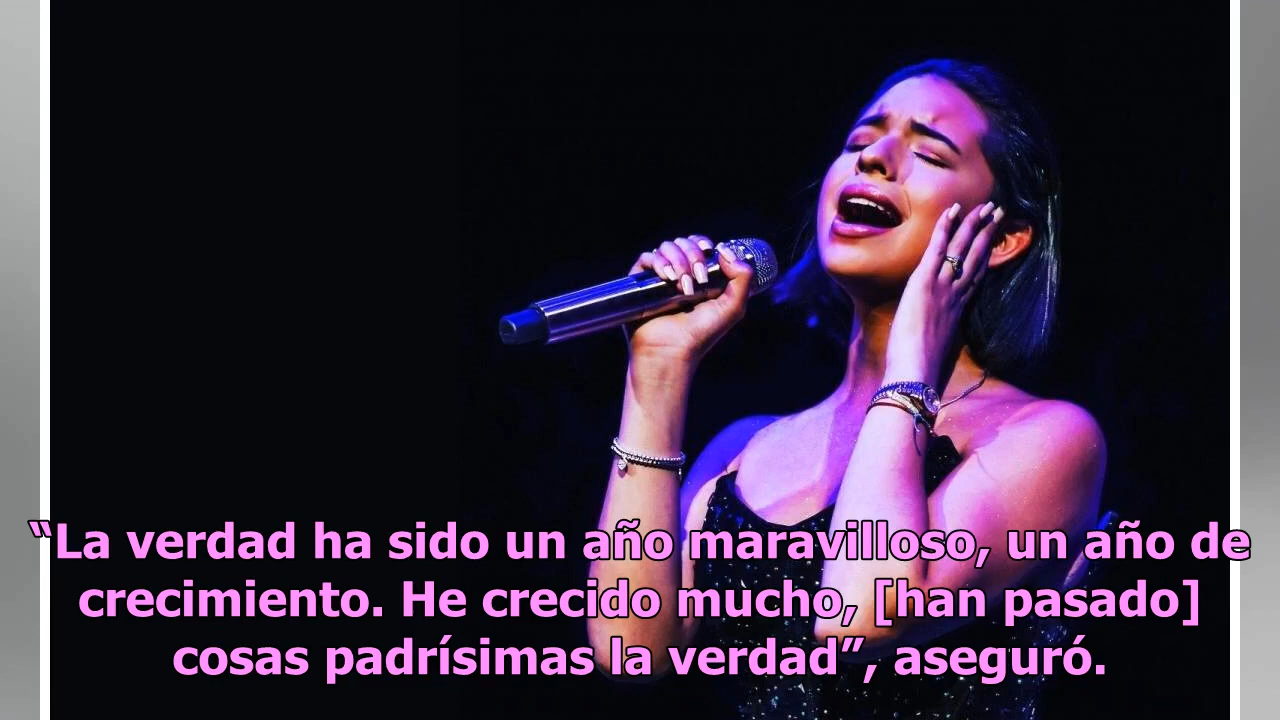 “La verdad ha sido un año maravilloso, un año de
crecimiento. He crecido mucho, [han pasado]
cosas padrísimas la verdad”, aseguró.